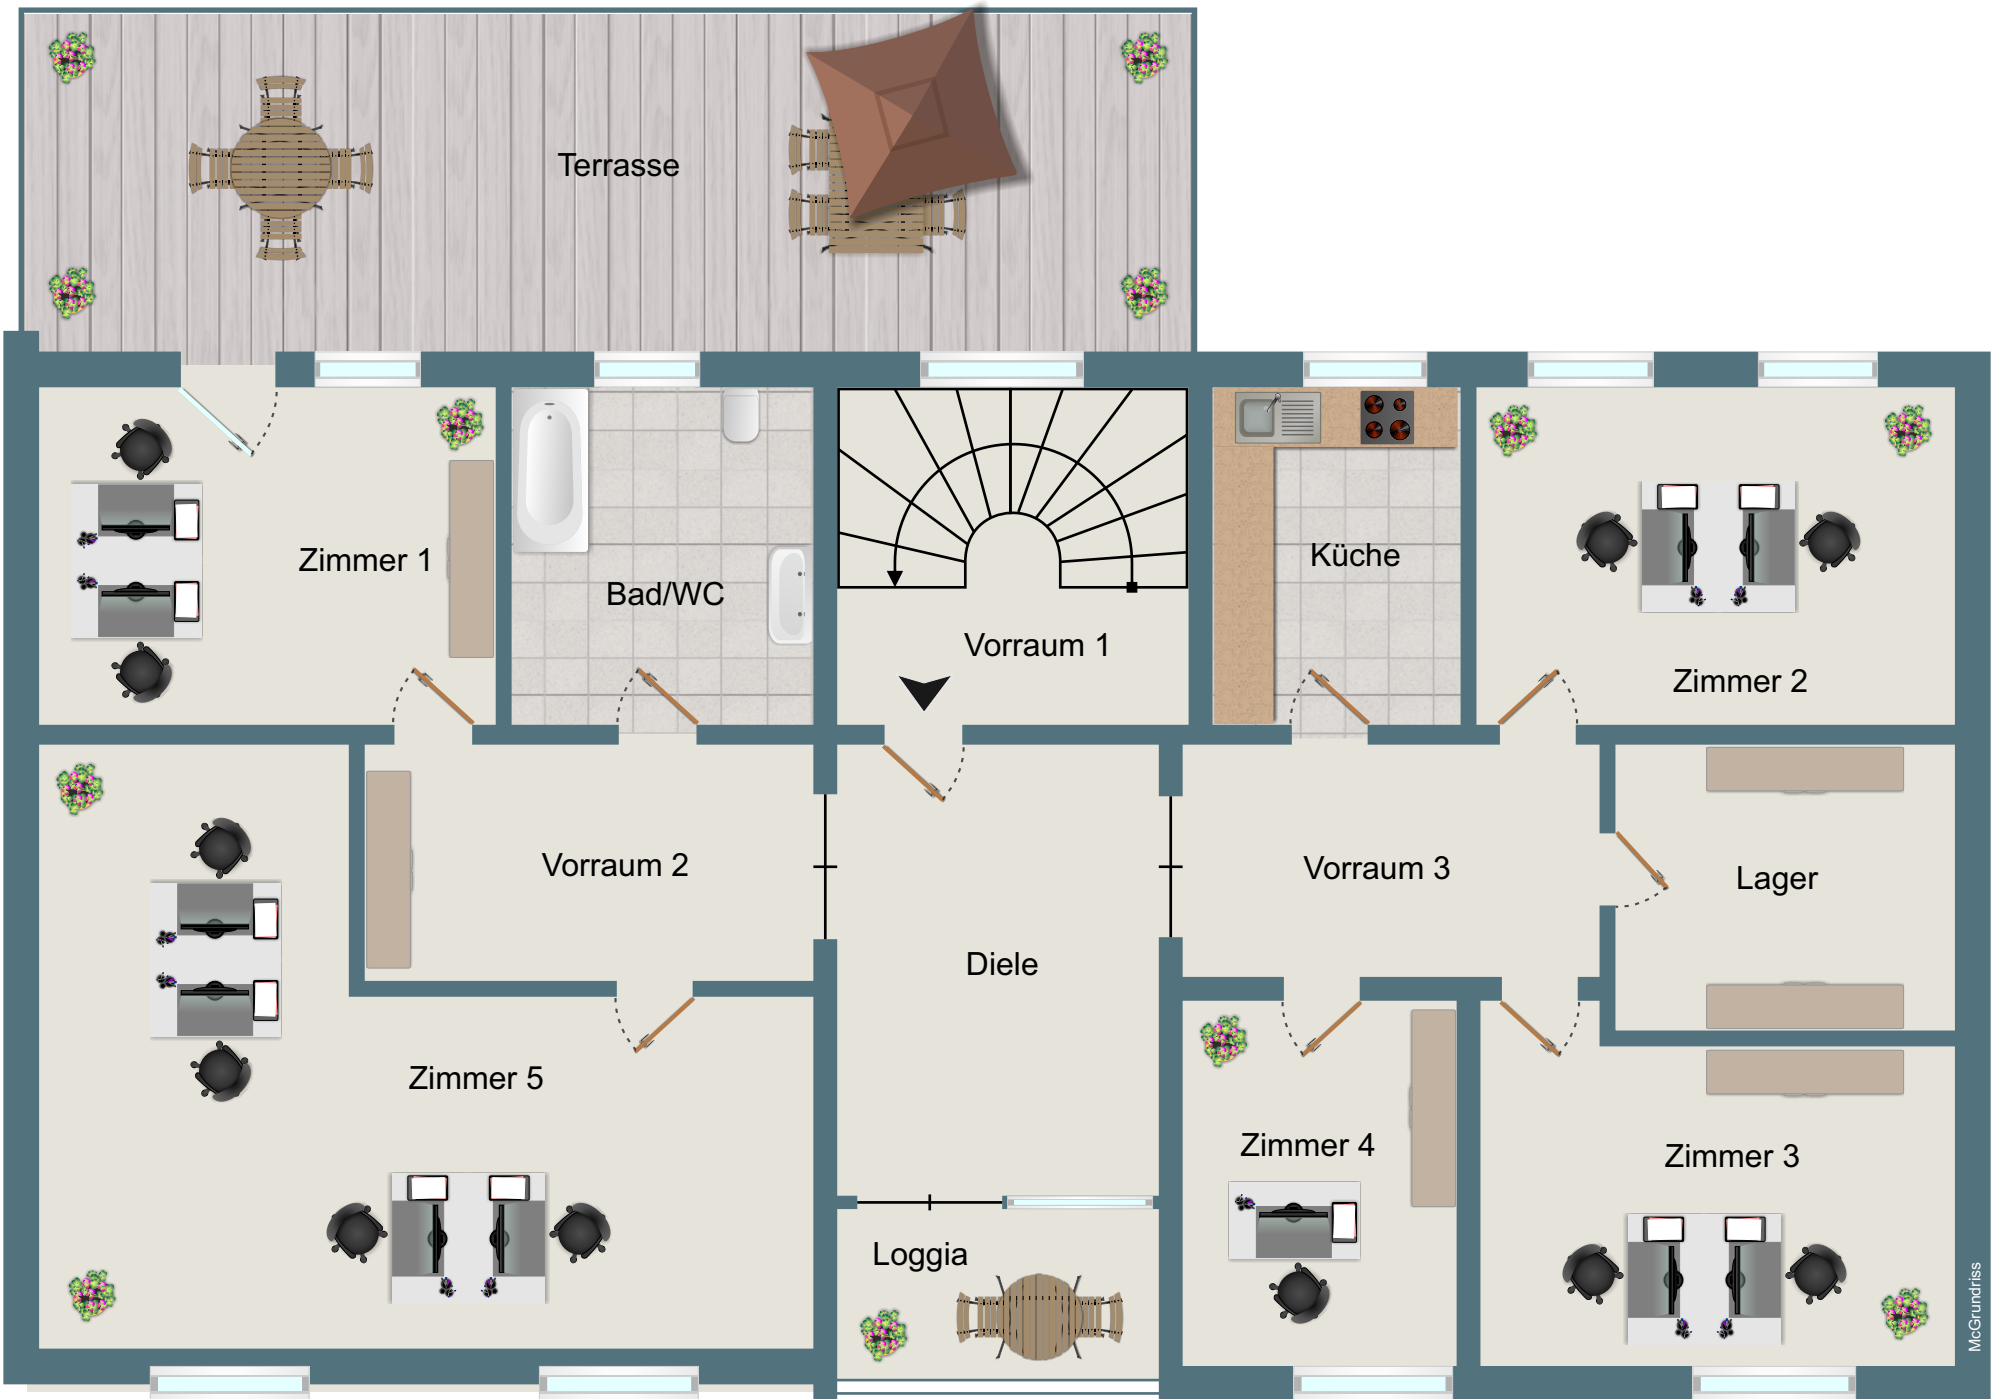 Terrasse
Zimmer 1
Bad/WC
Vorraum 1
Küche
Zimmer 2
Vorraum 2
Diele
Vorraum 3
Lager
Zimmer 5
Zimmer 4
Zimmer 3
Loggia
McGrundriss